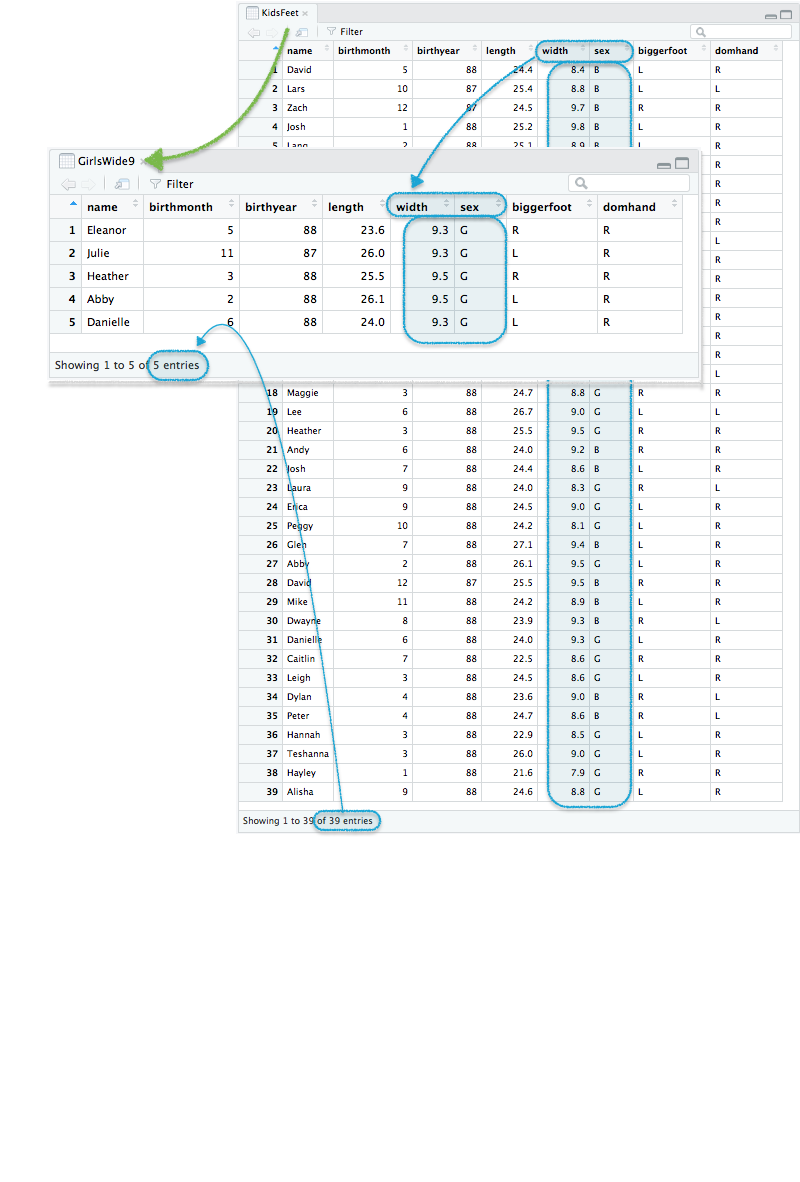 KidsFeet
Filter
name birthmonth birthyear length width sex biggerfoot domhand
1 David 5 88 24.4 8.4 B L R
2 Lars 10 87 25.4 8.8 B L L
3 Zach 12 87 24.5 9.7 B R R
4 Josh 1 88 25.2 9.8 B L R
5 Lang 2 88 25.1 8.9 B L R
R
R
R
R
L
R
R
R
R
R
R
L
GirlsWide9
Filter
name birthmonth birthyear length width sex biggerfoot domhand
1 Eleanor 5 88 23.6 9.3 G R R
2 Julie 11 87 26.0 9.3 G L R
3 Heather 3 88 25.5 9.5 G R R
4 Abby 2 88 26.1 9.5 G L R
5 Danielle 6 88 24.0 9.3 G L R
Showing 1 to 5 of 5 entries
18 Maggie 3 88 24.7 8.8 G R R
19 Lee 6 88 26.7 9.0 G L L
20 Heather 3 88 25.5 9.5 G R R
21 Andy 6 88 24.0 9.2 B R R
22 Josh 7 88 24.4 8.6 B L R
23 Laura 9 88 24.0 8.3 G R L
24 Erica 9 88 24.5 9.0 G L R
25 Peggy 10 88 24.2 8.1 G L R
26 Glen 7 88 27.1 9.4 B L R
27 Abby 2 88 26.1 9.5 G L R
28 David 12 87 25.5 9.5 B R R
29 Mike 11 88 24.2 8.9 B L R
30 Dwayne 8 88 23.9 9.3 B R L
31 Danielle 6 88 24.0 9.3 G L R
32 Caitlin 7 88 22.5 8.6 G R R
33 Leigh 3 88 24.5 8.6 G L R
34 Dylan 4 88 23.6 9.0 B R L
35 Peter 4 88 24.7 8.6 B R L
36 Hannah 3 88 22.9 8.5 G L R
37 Teshanna 3 88 26.0 9.0 G L R
38 Hayley 1 88 21.6 7.9 G R R
39 Alisha 9 88 24.6 8.8 G L R
Showing 1 to 39 of 39 entries